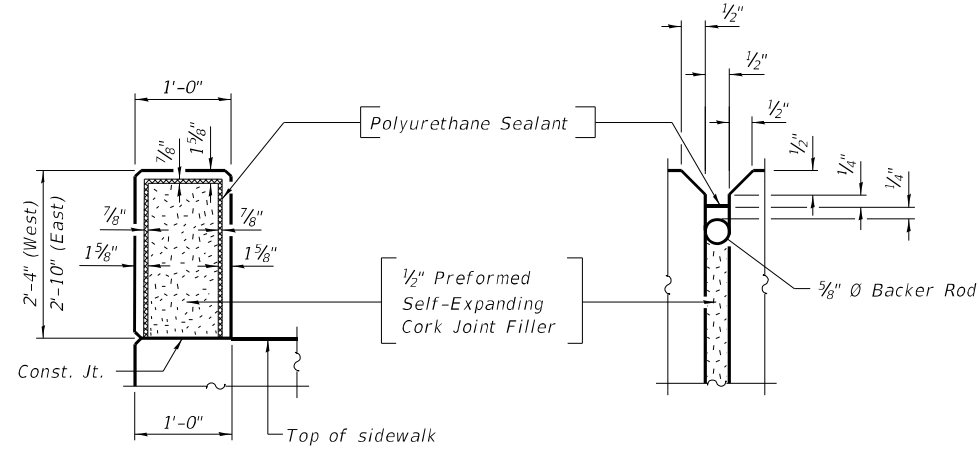 1/2"
1/2"
1/2"
1/2"
1'-0"
Polyurethane Sealant
7/8"
1 5/8"
1/2"
1/4"
1/4"
7/8"
7/8"
1 5/8"
1 5/8"
2'-4" (West)
2'-10" (East)
1/2" Preformed
Self-Expanding
Cork Joint Filler
5/8" Ø Backer Rod
Const. Jt.
1'-0"
Top of sidewalk